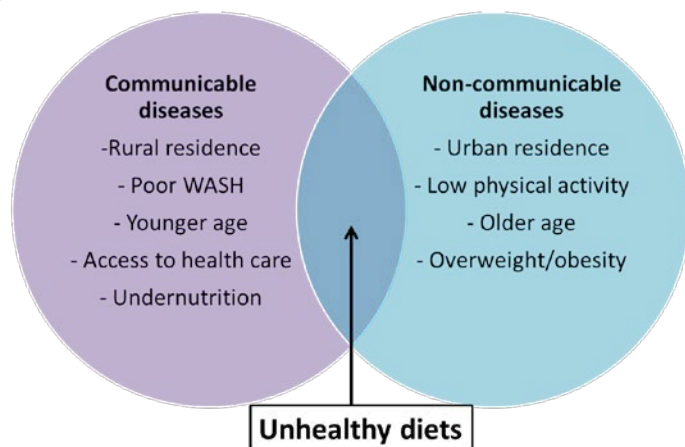 Communicable
diseases
-Rural residence
- Poor WASH
- Younger age
- Access to health care
- Undernutrition
Non-communicable
diseases
- Urban residence
- Low physical activity
- Older age
- Overweight/obesity
Unhealthy diets